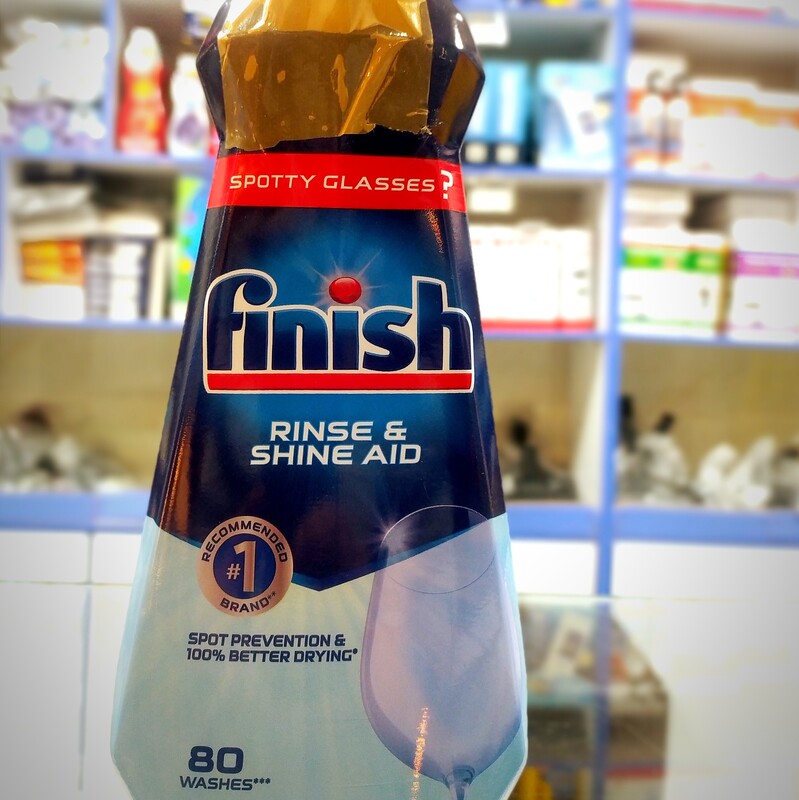 SPOTTY GLASSES?
finish
RINSE &
SHINE AID
RECOMMENDED
#1
BRAND**
SPOT PREVENTION &
100% BETTER DRYING*
80
WASHES***